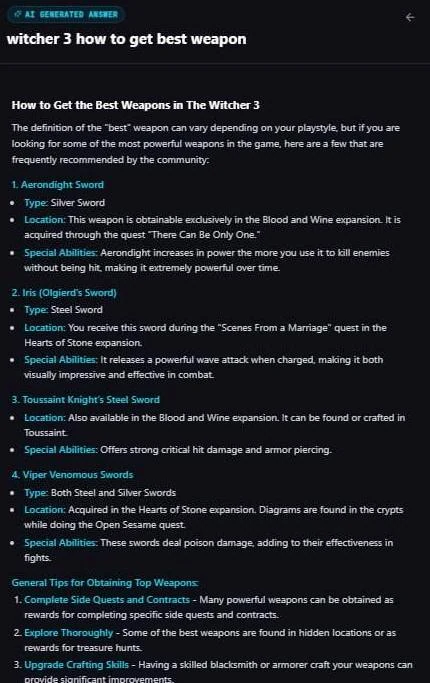 AI GENERATED ANSWER
witcher 3 how to get best weapon
How to Get the Best Weapons in The Witcher 3
The definition of the "best" weapon can vary depending on your playstyle, but if you are
looking for some of the most powerful weapons in the game, here are a few that are
frequently recommended by the community:
1. Aerondight Sword
• Type: Silver Sword
• Location: This weapon is obtainable exclusively in the Blood and Wine expansion. It is
acquired through the quest "There Can Be Only One."
• Special Abilities: Aerondight increases in power the more you use it to kill enemies
without being hit, making it extremely powerful over time.
2. Iris (Olgierd's Sword)
• Type: Steel Sword
• Location: You receive this sword during the "Scenes From a Marriage" quest in the
Hearts of Stone expansion.
• Special Abilities: It releases a powerful wave attack when charged, making it both
visually impressive and effective in combat.
3. Toussaint Knight's Steel Sword
• Location: Also available in the Blood and Wine expansion. It can be found or crafted in
Toussaint.
• Special Abilities: Offers strong critical hit damage and armor piercing.
4. Viper Venomous Swords
• Type: Both Steel and Silver Swords
• Location: Acquired in the Hearts of Stone expansion. Diagrams are found in the crypts
while doing the Open Sesame quest.
• Special Abilities: These swords deal poison damage, adding to their effectiveness in
fights.
General Tips for Obtaining Top Weapons:
1. Complete Side Quests and Contracts - Many powerful weapons can be obtained as
rewards for completing specific side quests and contracts.
2. Explore Thoroughly - Some of the best weapons are found in hidden locations or as
rewards for treasure hunts.
3. Upgrade Crafting Skills - Having a skilled blacksmith or armorer craft your weapons can
provide significant improvements.